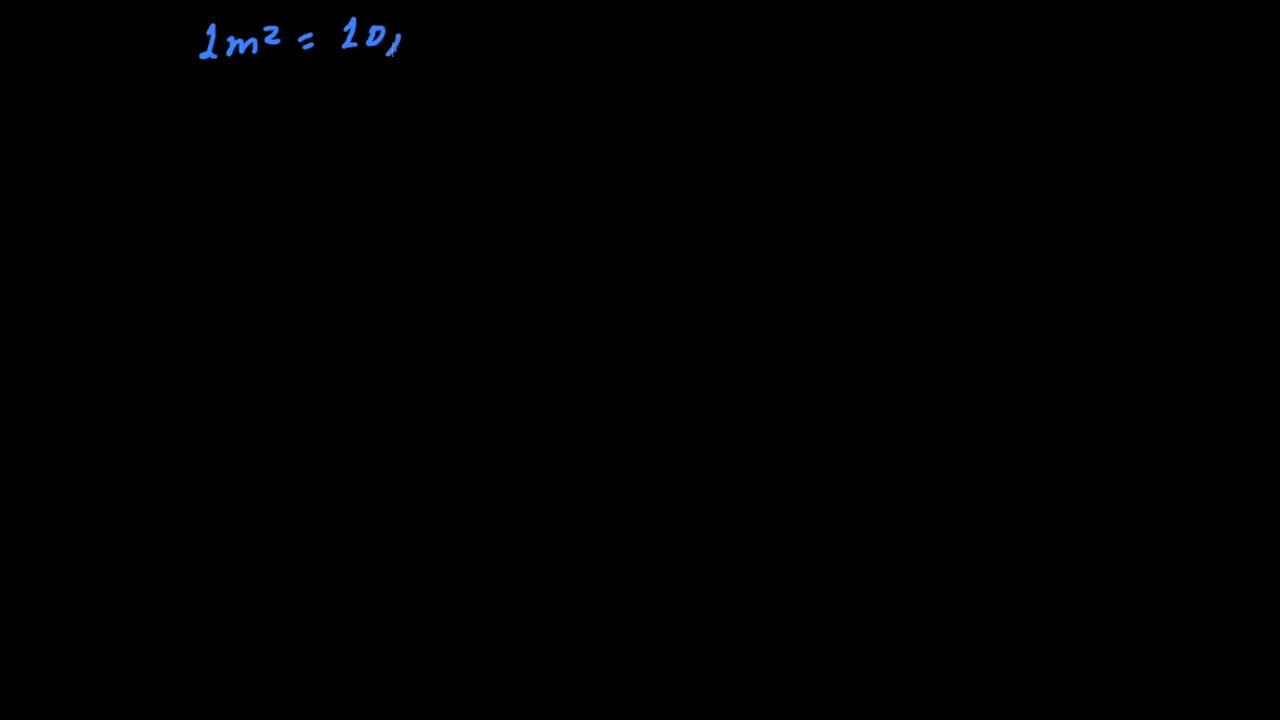 1m² = 10,